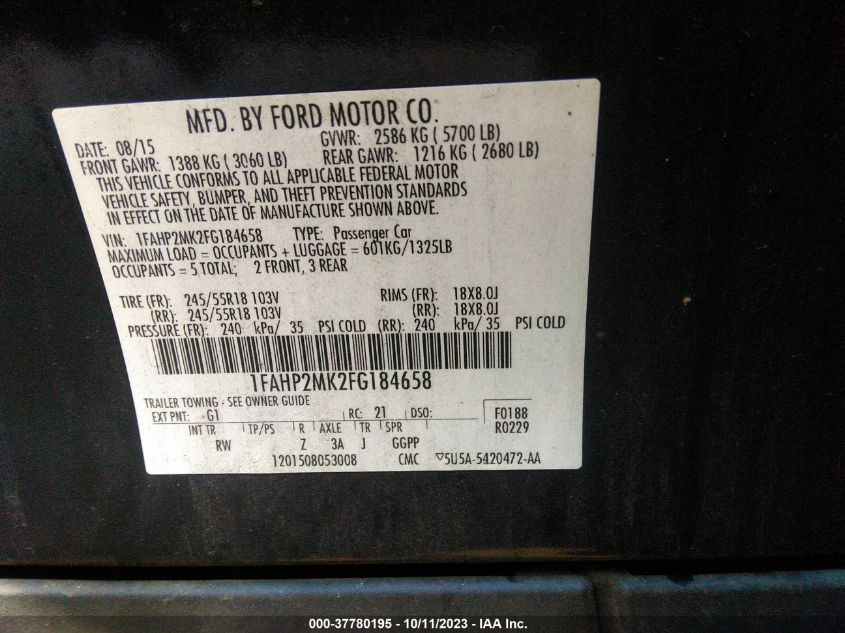 MFD. BY FORD MOTOR CO.
DATE: 08/15 GVWR: 2586 KG ( 5700 LB)
FRONT GAWR: 1388 KG ( 3060 LB) REAR GAWR: 1216 KG ( 2680 LB)
THIS VEHICLE CONFORMS TO ALL APPLICABLE FEDERAL MOTOR
VEHICLE SAFETY, BUMPER, AND THEFT PREVENTION STANDARDS
IN EFFECT ON THE DATE OF MANUFACTURE SHOWN ABOVE.
VIN: 1FAHP2MK2FG184658 TYPE: Passenger Car
MAXIMUM LOAD = OCCUPANTS + LUGGAGE = 601KG/1325LB
OCCUPANTS = 5 TOTAL; 2 FRONT, 3 REAR
TIRE (FR): 245/55R18 103V RIMS (FR): 18X8.0J
(RR): 245/55R18 103V (RR): 18X8.0J
PRESSURE (FR): 240 kPa/ 35 PSI COLD (RR): 240 kPa/ 35 PSI COLD
1FAHP2MK2FG184658
TRAILER TOWING - SEE OWNER GUIDE
EXT PNT: G1 RC: 21 DSO: F0188
INT TR TP/PS R AXLE TR SPR R0229
RW Z 3A J GGPP
1201508053008 CMC ▽5U5A-5420472-AA
000-37780195 - 10/11/2023 - IAA Inc.